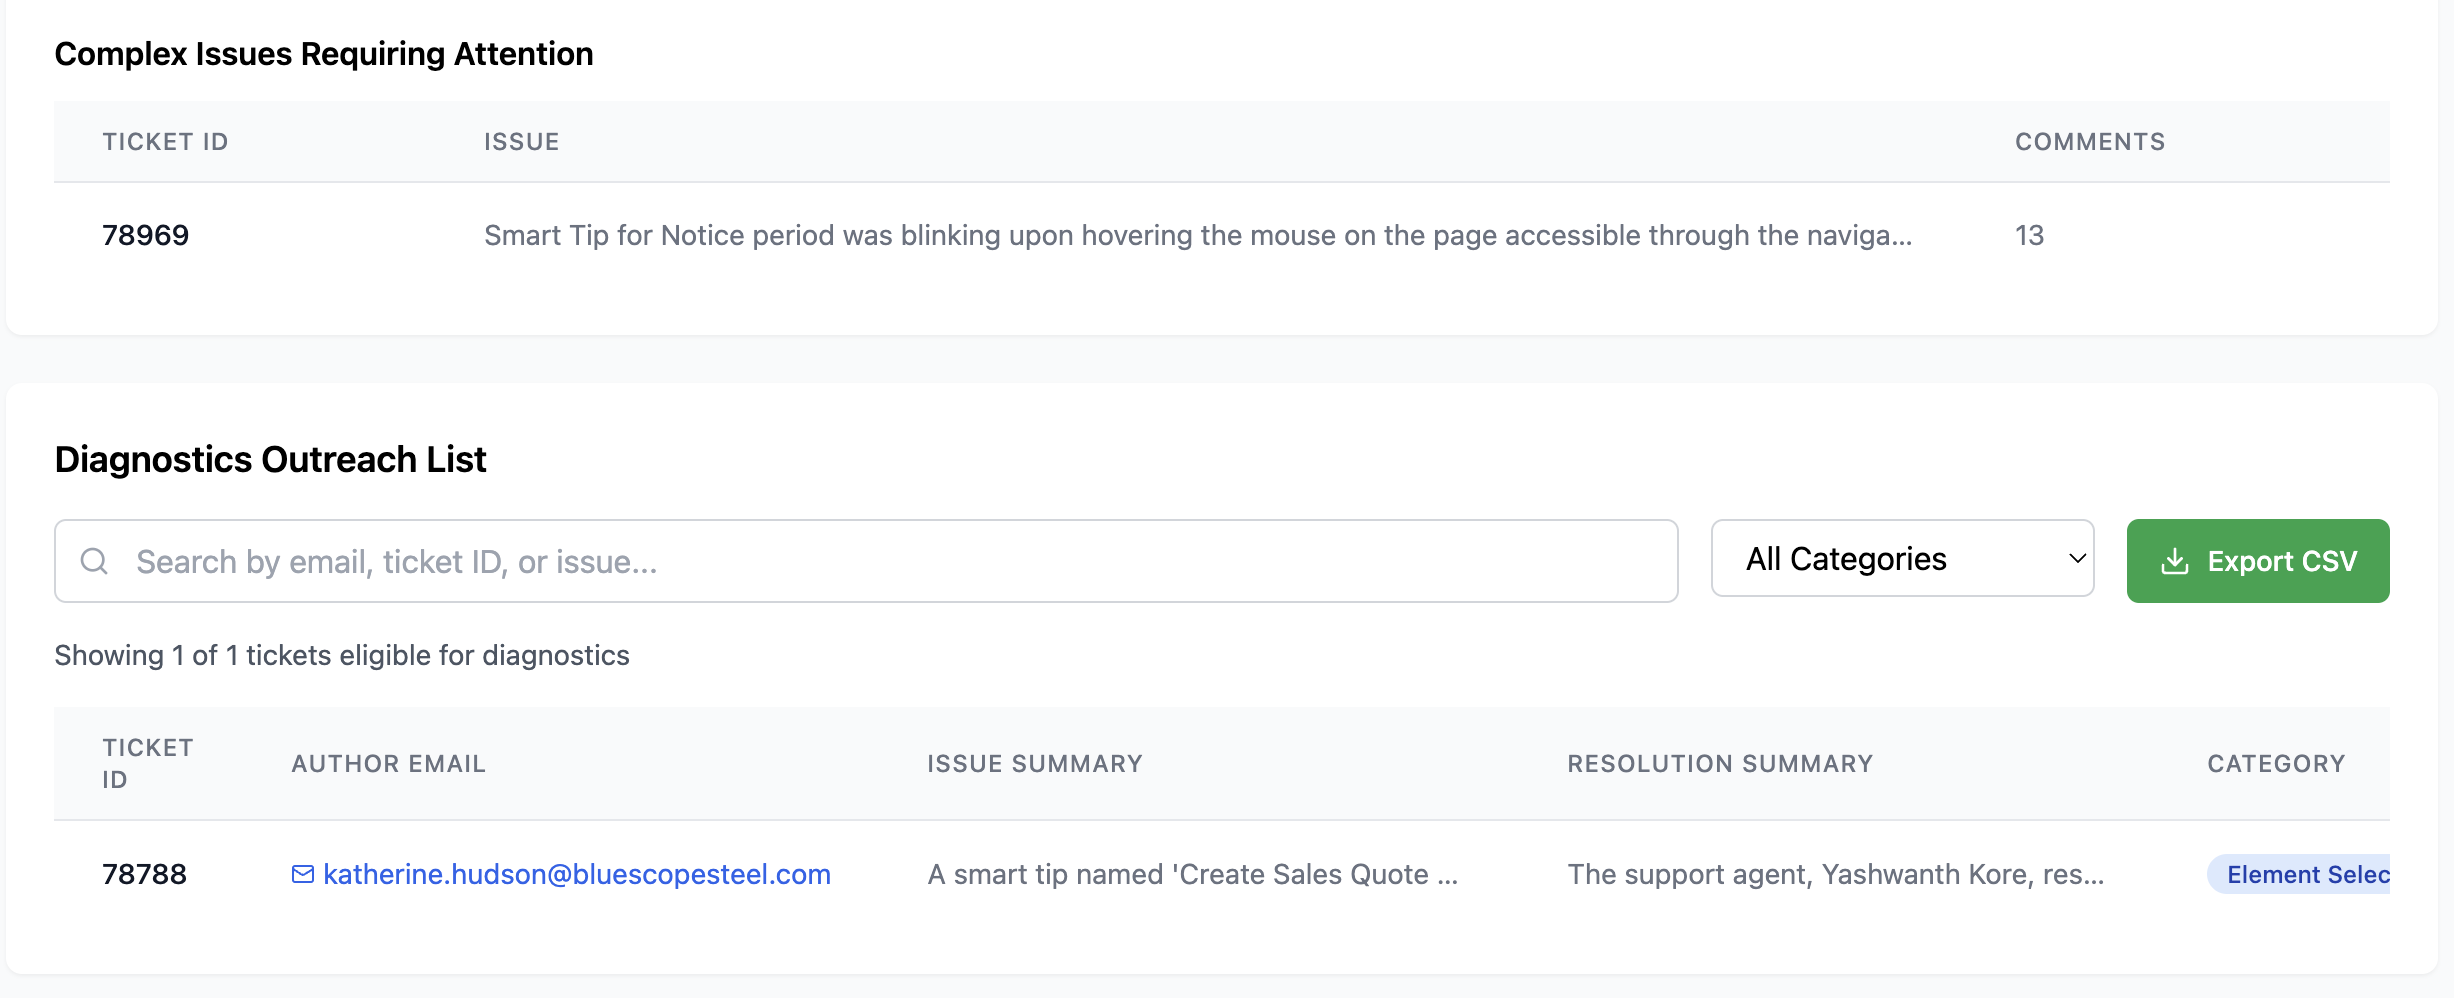 Complex Issues Requiring Attention
TICKET ID ISSUE COMMENTS
78969 Smart Tip for Notice period was blinking upon hovering the mouse on the page accessible through the naviga... 13
Diagnostics Outreach List
Search by email, ticket ID, or issue...
All Categories
Export CSV
Showing 1 of 1 tickets eligible for diagnostics
TICKET ID AUTHOR EMAIL ISSUE SUMMARY RESOLUTION SUMMARY CATEGORY
78788 katherine.hudson@bluescopesteel.com A smart tip named 'Create Sales Quote ... The support agent, Yashwanth Kore, res... Element Selec